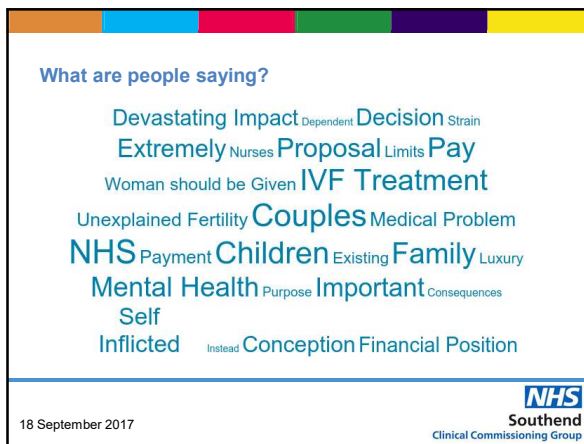 What are people saying?
Devastating Impact Dependent Decision Strain
Extremely Nurses Proposal Limits Pay
Woman should be Given IVF Treatment
Unexplained Fertility Couples Medical Problem
NHS Payment Children Existing Family Luxury
Mental Health Purpose Important Consequences
Self
Inflicted Instead Conception Financial Position
18 September 2017
NHS
Southend
Clinical Commissioning Group